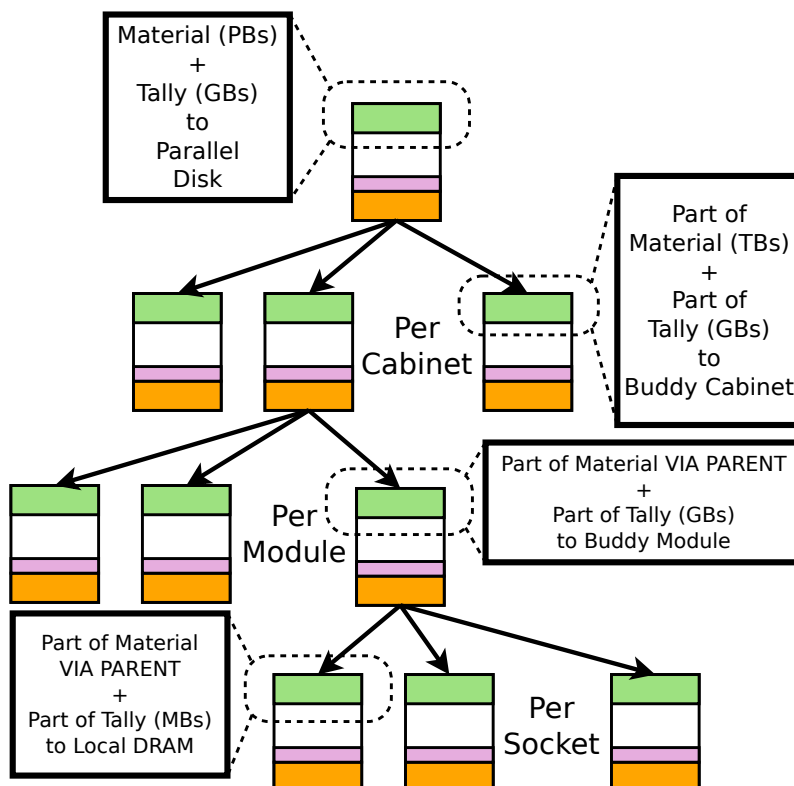 Material (PBs)
+
Tally (GBs)
to
Parallel
Disk
Part of
Material (TBs)
+
Part of
Tally (GBs)
to
Buddy Cabinet
Per
Cabinet
Part of Material VIA PARENT
+
Part of Tally (GBs)
to Buddy Module
Per
Module
Part of Material
VIA PARENT
+
Part of Tally (MBs)
to Local DRAM
Per
Socket